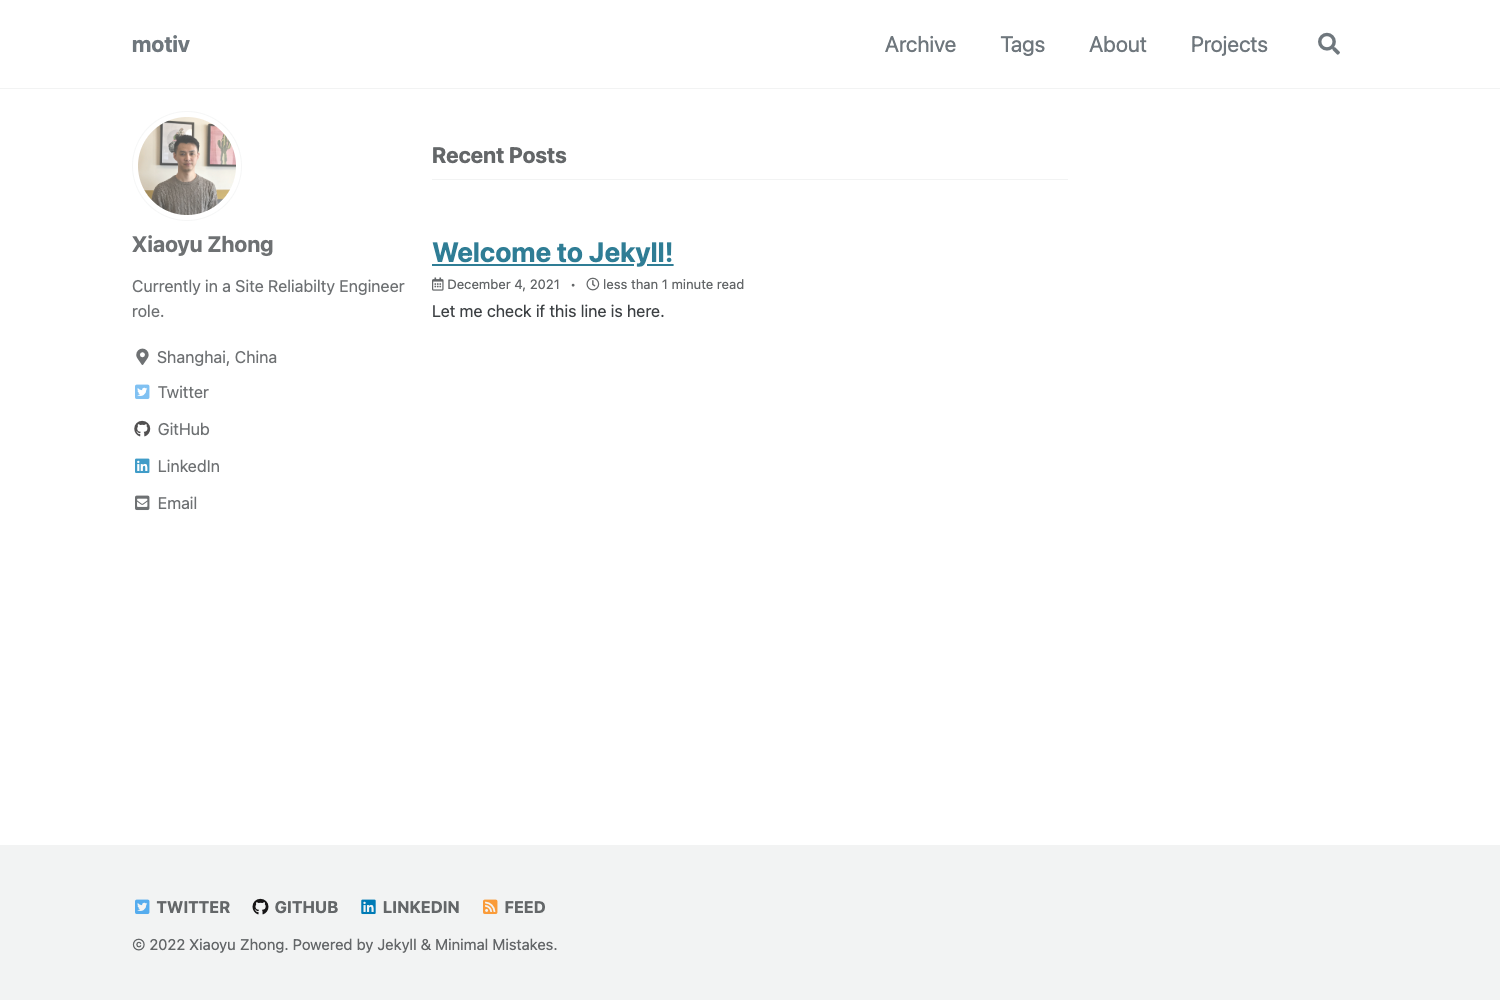 motiv
Archive Tags About Projects
Xiaoyu Zhong
Currently in a Site Reliabilty Engineer
role.
Shanghai, China
Twitter
GitHub
LinkedIn
Email
Recent Posts
Welcome to Jekyll!
December 4, 2021 • less than 1 minute read
Let me check if this line is here.
TWITTER GITHUB LINKEDIN FEED
© 2022 Xiaoyu Zhong. Powered by Jekyll & Minimal Mistakes.